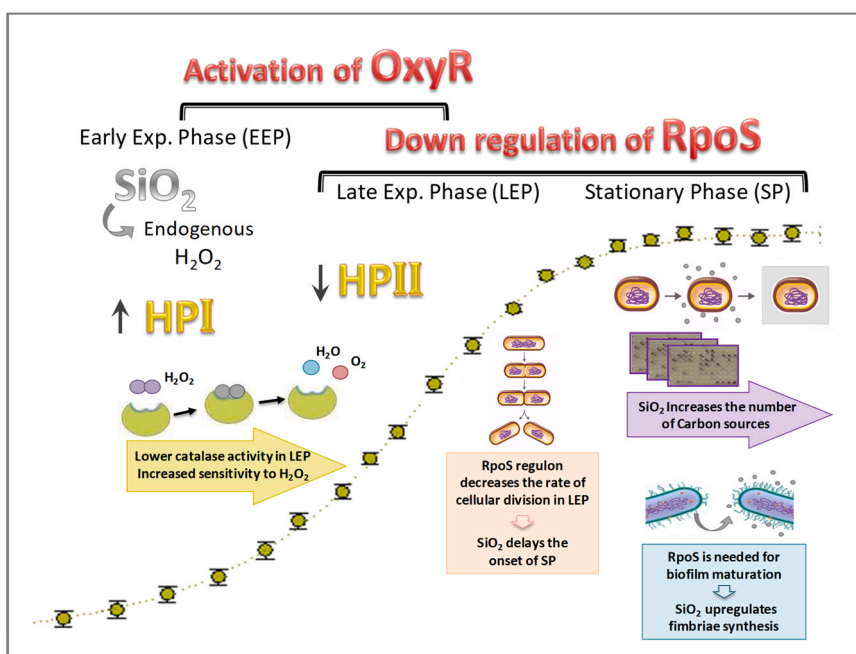 Activation of OxyR
Early Exp. Phase (EEP)
Down regulation of RpoS
Late Exp. Phase (LEP)
Stationary Phase (SP)
SiO₂
Endogenous
H₂O₂
↑ HPI
↓ HPII
H₂O₂
H₂O
O₂
Lower catalase activity in LEP
Increased sensitivity to H₂O₂
RpoS regulon
decreases the rate of
cellular division in LEP
SiO₂ delays the
onset of SP
SiO₂ Increases the number
of Carbon sources
RpoS is needed for
biofilm maturation
SiO₂ upregulates
fimbriae synthesis